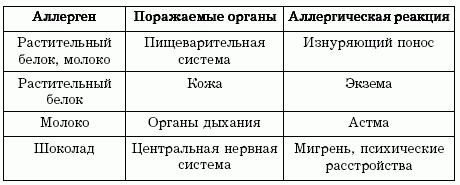 Аллерген Поражаемые органы Аллергическая реакция
Растительный Пищеварительная Изнуряющий понос
белок, молоко система
Растительный Кожа Экзема
белок
Молоко Органы дыхания Астма
Шоколад Центральная нервная Мигрень, психические
система расстройства